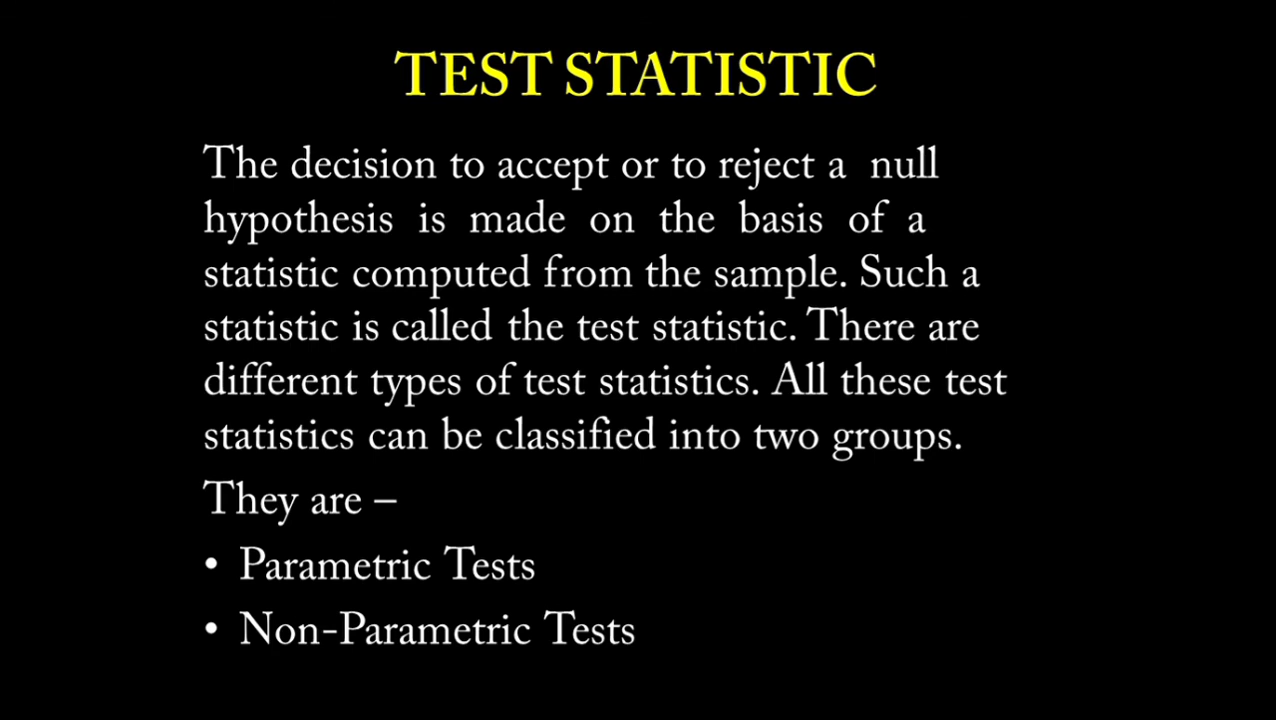 TEST STATISTIC
The decision to accept or to reject a null
hypothesis is made on the basis of a
statistic computed from the sample. Such a
statistic is called the test statistic. There are
different types of test statistics. All these test
statistics can be classified into two groups.
They are –
• Parametric Tests
• Non-Parametric Tests